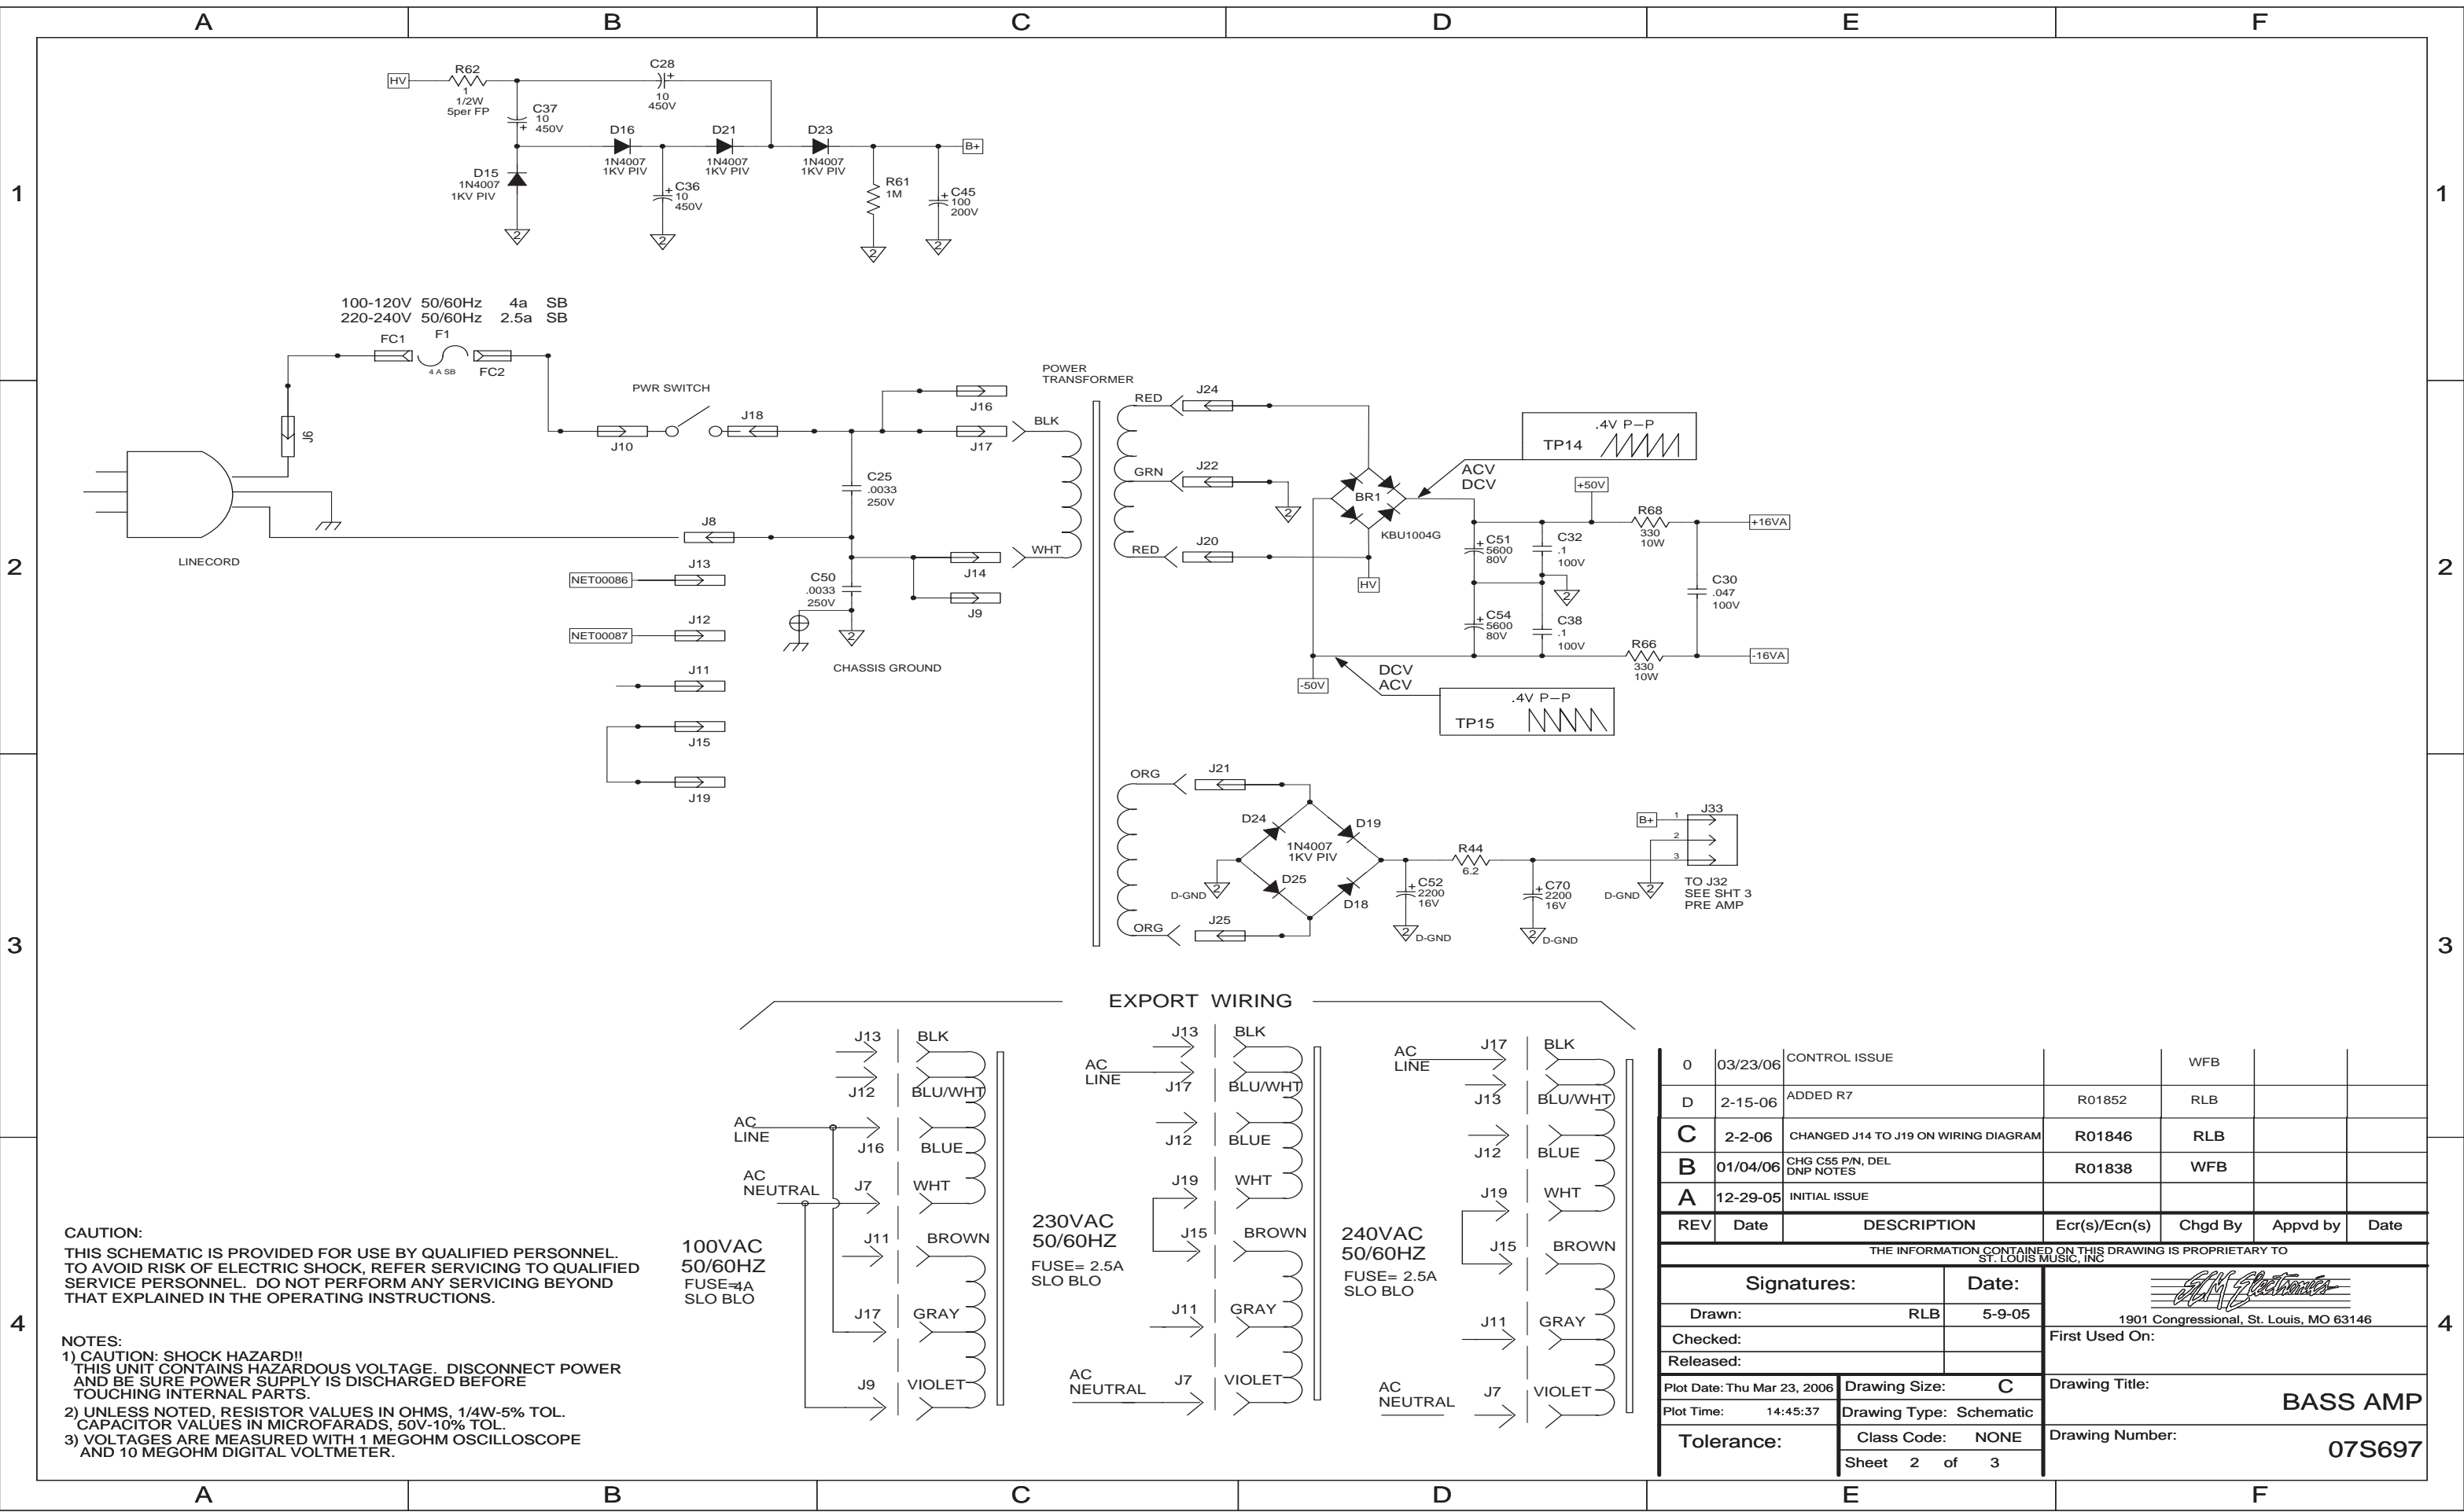 A B C D E F
1 1
2 2
3 3
4 4
HV
R62
1
1/2W
5per FP
C28
+
10
450V
C37
10
+ 450V
D16
1N4007
1KV PIV
D21
1N4007
1KV PIV
D23
1N4007
1KV PIV
B+
D15
1N4007
1KV PIV
+ C36
10
450V
R61
1M
+ C45
100
200V
2
2
2
2
100-120V 50/60Hz 4a SB
220-240V 50/60Hz 2.5a SB
FC1
F1
4 A SB
FC2
J6
LINECORD
PWR SWITCH
J10
J18
J16
J17
BLK
POWER
TRANSFORMER
C25
.0033
250V
J8
J14
WHT
J9
C50
.0033
250V
2
CHASSIS GROUND
NET00086
J13
NET00087
J12
J11
J15
J19
RED
J24
GRN
J22
2
RED
J20
BR1
KBU1004G
HV
ACV
DCV
.4V P-P
TP14
+50V
R68
330
10W
+16VA
+ C51
5600
80V
C32
.1
100V
2
C30
.047
100V
+ C54
5600
80V
C38
.1
100V
R66
330
10W
-16VA
-50V
DCV
ACV
.4V P-P
TP15
ORG
J21
D24
D19
1N4007
1KV PIV
D25
D18
D-GND
2
ORG
J25
+ C52
2200
16V
2
D-GND
R44
6.2
+ C70
2200
16V
2
D-GND
B+
J33
1
2
3
D-GND
2
TO J32
SEE SHT 3
PRE AMP
EXPORT WIRING
J13 BLK
J12 BLU/WHT
AC
LINE
J16 BLUE
AC
NEUTRAL
J7 WHT
J11 BROWN
100VAC
50/60HZ
FUSE=4A
SLO BLO
J17 GRAY
J9 VIOLET
J13 BLK
AC
LINE
J17 BLU/WHT
J12 BLUE
J19 WHT
230VAC
50/60HZ
FUSE= 2.5A
SLO BLO
J15 BROWN
J11 GRAY
AC
NEUTRAL
J7 VIOLET
AC
LINE
J17 BLK
J13 BLU/WHT
J12 BLUE
J19 WHT
240VAC
50/60HZ
FUSE= 2.5A
SLO BLO
J15 BROWN
J11 GRAY
AC
NEUTRAL
J7 VIOLET
CAUTION:
THIS SCHEMATIC IS PROVIDED FOR USE BY QUALIFIED PERSONNEL.
TO AVOID RISK OF ELECTRIC SHOCK, REFER SERVICING TO QUALIFIED
SERVICE PERSONNEL. DO NOT PERFORM ANY SERVICING BEYOND
THAT EXPLAINED IN THE OPERATING INSTRUCTIONS.
NOTES:
1) CAUTION: SHOCK HAZARD!!
THIS UNIT CONTAINS HAZARDOUS VOLTAGE. DISCONNECT POWER
AND BE SURE POWER SUPPLY IS DISCHARGED BEFORE
TOUCHING INTERNAL PARTS.
2) UNLESS NOTED, RESISTOR VALUES IN OHMS, 1/4W-5% TOL.
CAPACITOR VALUES IN MICROFARADS, 50V-10% TOL.
3) VOLTAGES ARE MEASURED WITH 1 MEGOHM OSCILLOSCOPE
AND 10 MEGOHM DIGITAL VOLTMETER.
0 03/23/06 CONTROL ISSUE WFB
D 2-15-06 ADDED R7 R01852 RLB
C 2-2-06 CHANGED J14 TO J19 ON WIRING DIAGRAM R01846 RLB
B 01/04/06 CHG C55 P/N, DEL
DNP NOTES R01838 WFB
A 12-29-05 INITIAL ISSUE
REV Date DESCRIPTION Ecr(s)/Ecn(s) Chgd By Appvd by Date
THE INFORMATION CONTAINED ON THIS DRAWING IS PROPRIETARY TO
ST. LOUIS MUSIC, INC
Signatures: Date:
Drawn: RLB 5-9-05
Checked:
Released:
SLM Electronics
1901 Congressional, St. Louis, MO 63146
First Used On:
Plot Date: Thu Mar 23, 2006
Drawing Size: C
Drawing Title:
BASS AMP
Plot Time: 14:45:37
Drawing Type: Schematic
Tolerance:
Class Code: NONE
Drawing Number:
07S697
Sheet 2 of 3
A B C D E F